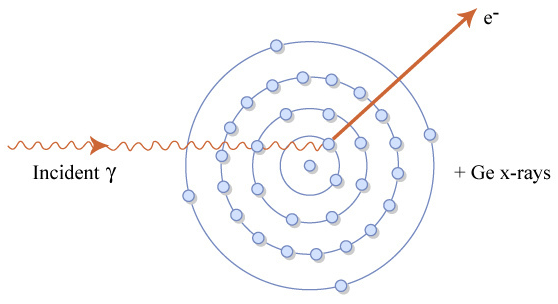 e-
Incident γ
+ Ge x-rays